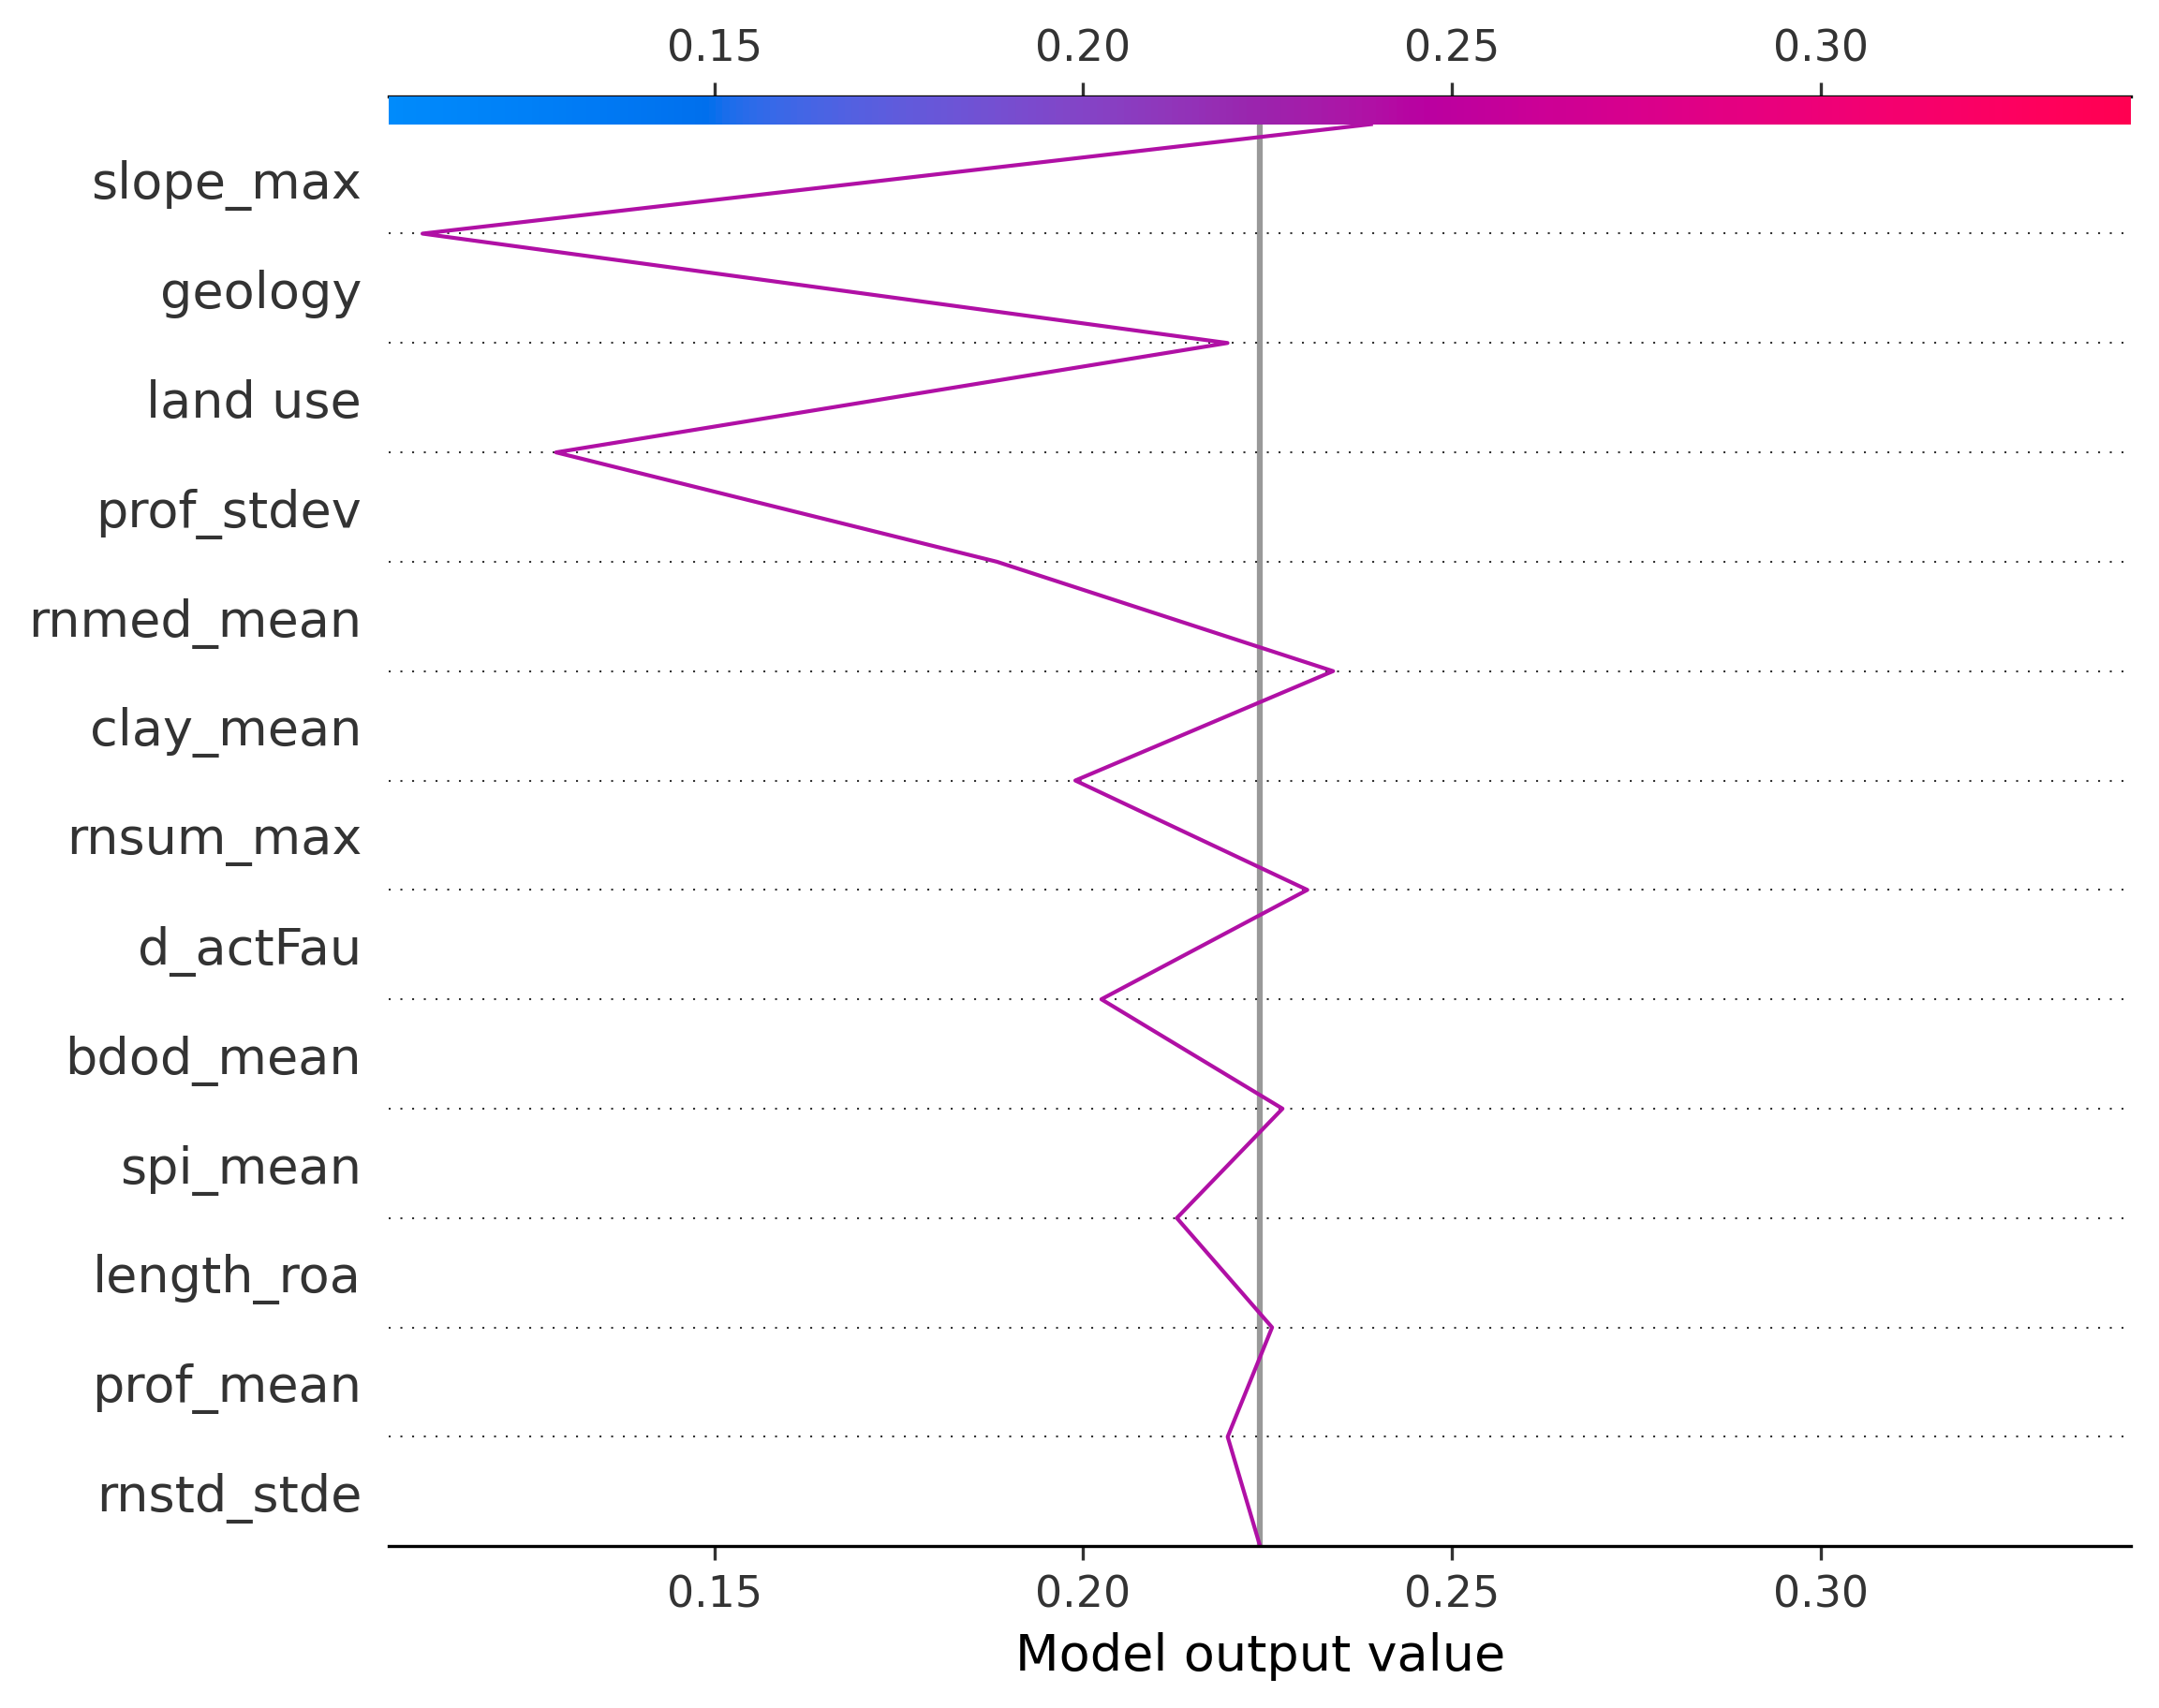 0.15 0.20 0.25 0.30
slope_max
geology
land use
prof_stdev
rnmed_mean
clay_mean
rnsum_max
d_actFau
bdod_mean
spi_mean
length_roa
prof_mean
rnstd_stde
0.15 0.20 0.25 0.30
Model output value